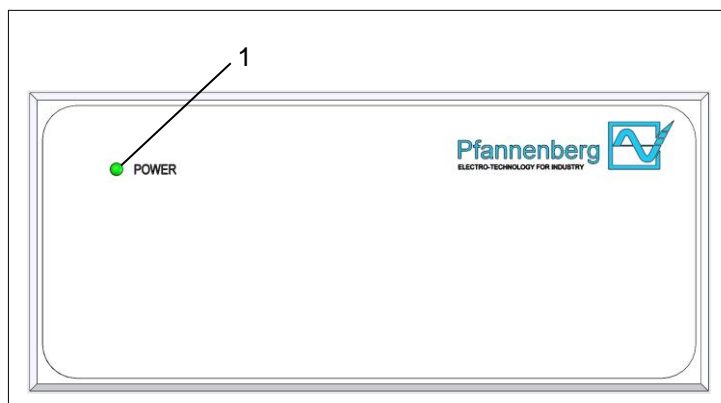 1
POWER
Pfannenberg
ELECTRO-TECHNOLOGY FOR INDUSTRY